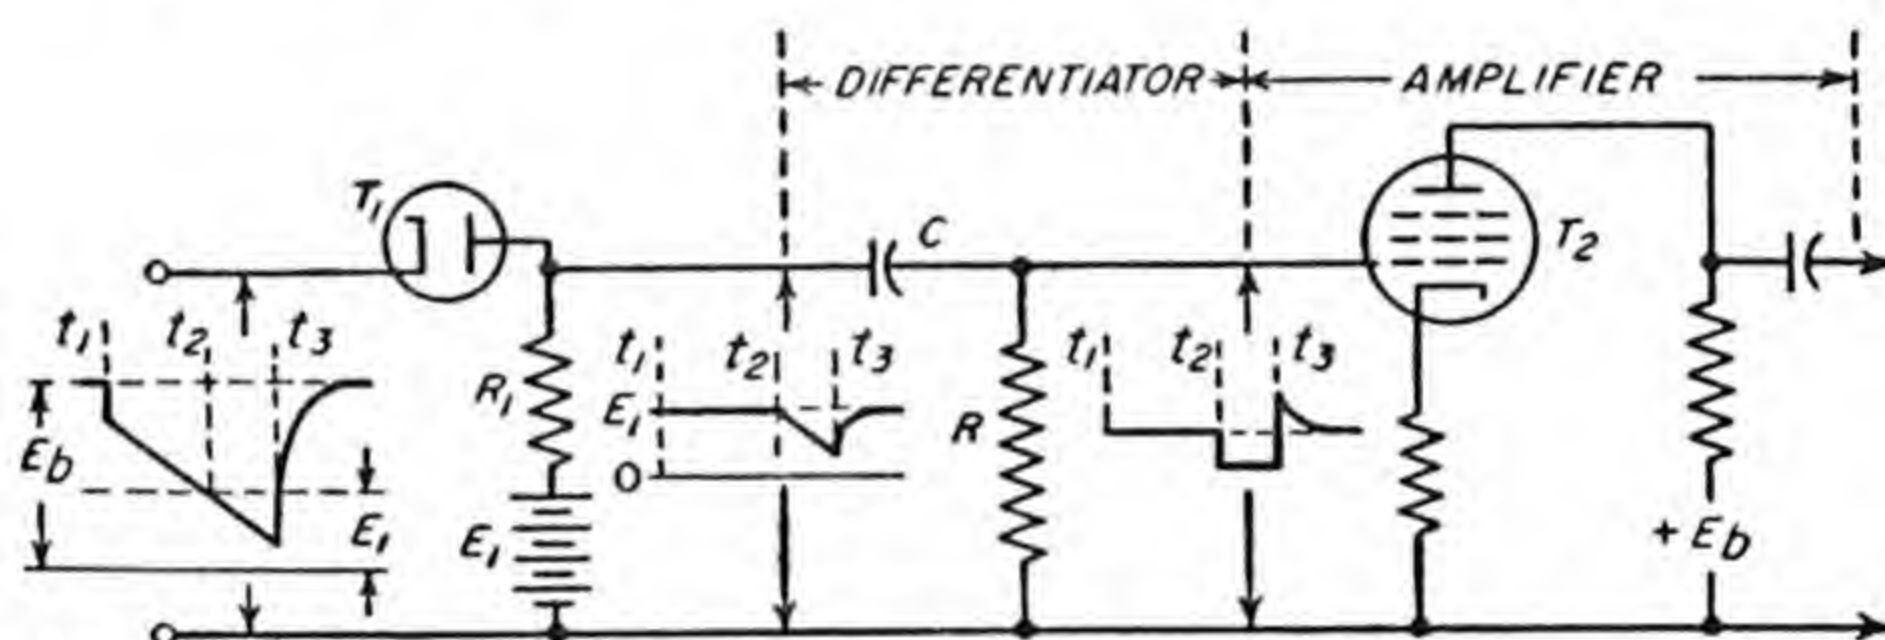 DIFFERENTIATOR AMPLIFIER
T1
C
T2
t1 t2 t3
Eb
E1
R1
E1
t1 t2 t3
E1
0
R
t1 t2 t3
+ Eb